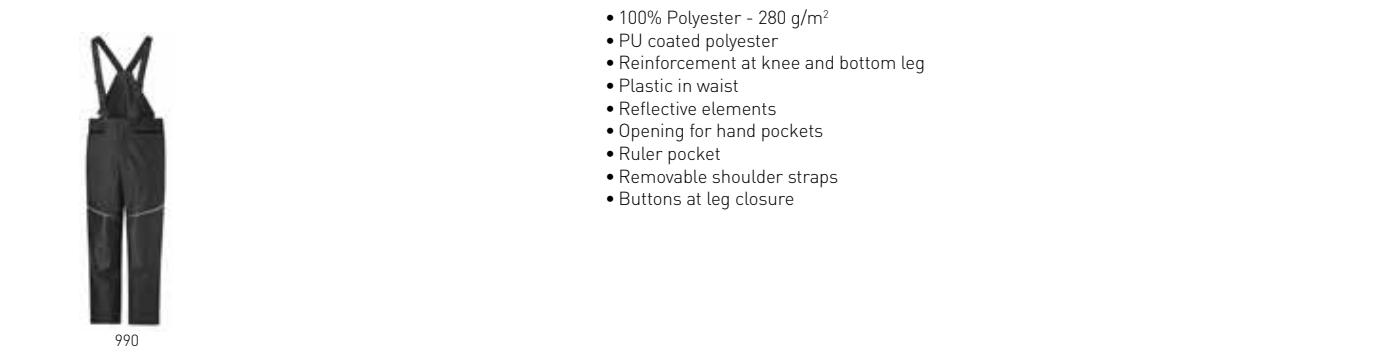 • 100% Polyester - 280 g/m²
• PU coated polyester
• Reinforcement at knee and bottom leg
• Plastic in waist
• Reflective elements
• Opening for hand pockets
• Ruler pocket
• Removable shoulder straps
• Buttons at leg closure
990